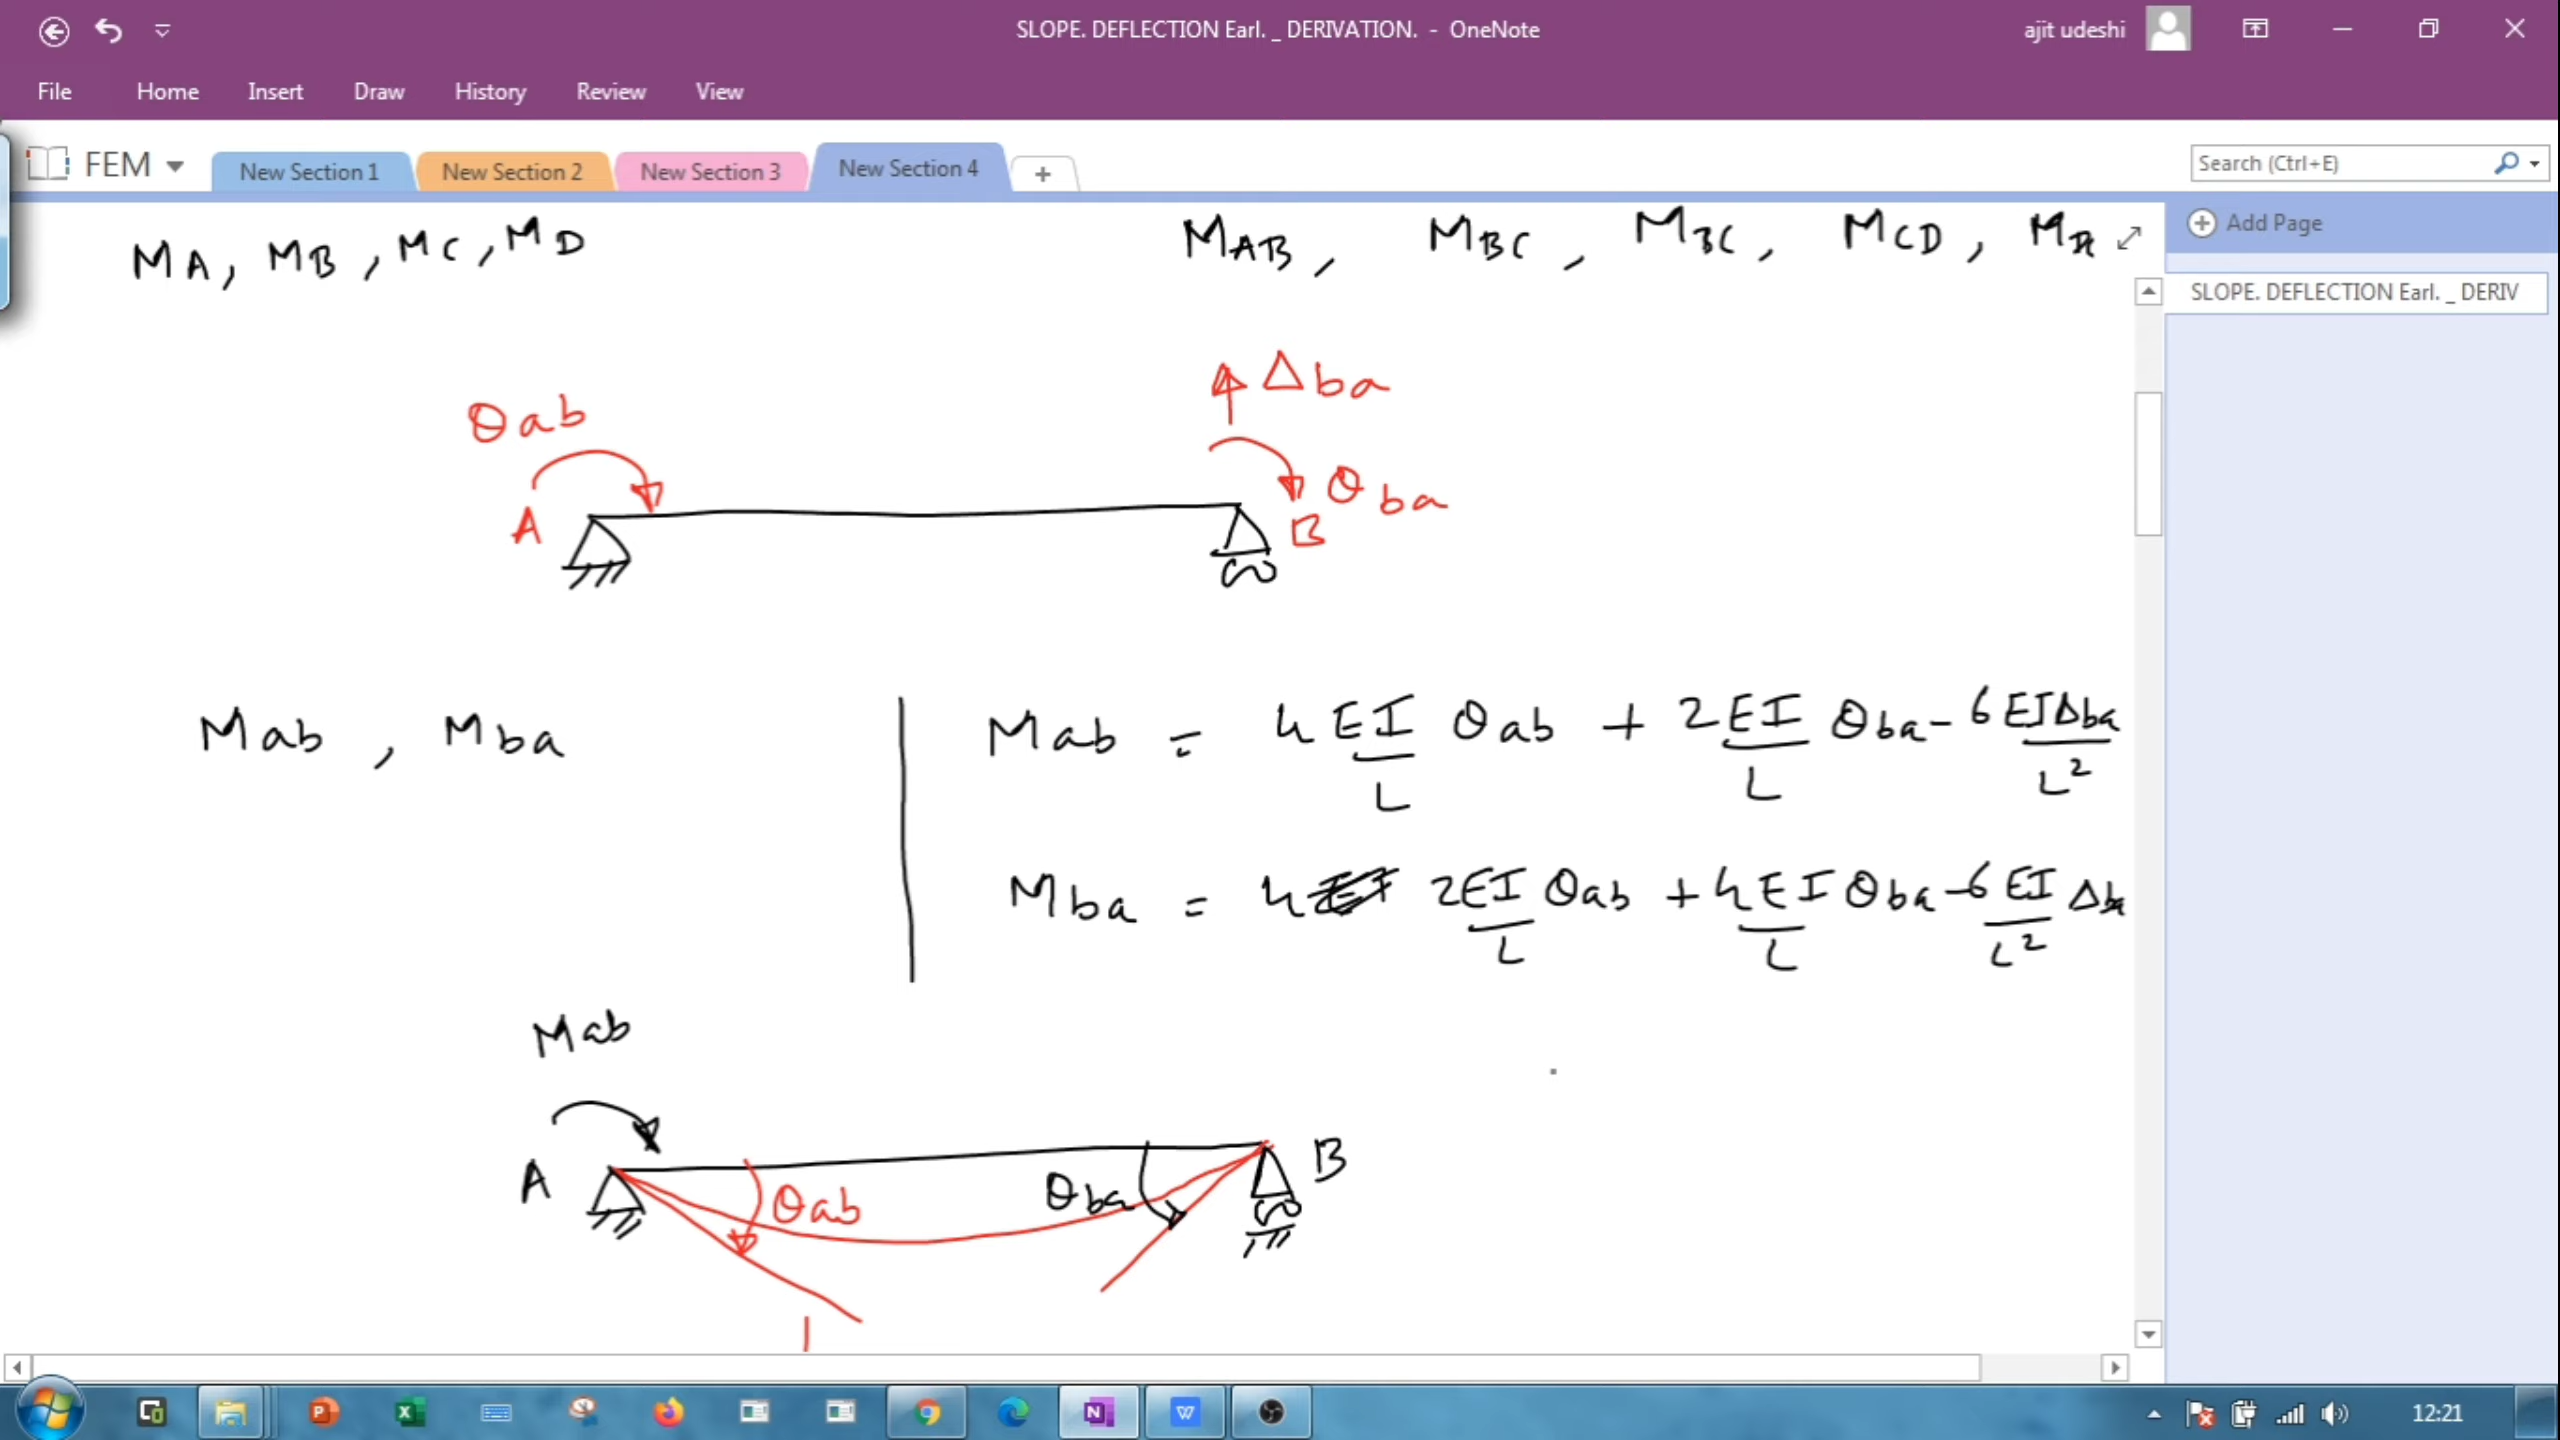 SLOPE. DEFLECTION Earl. _ DERIVATION. - OneNote
ajit udeshi
File Home Insert Draw History Review View
FEM New Section 1 New Section 2 New Section 3 New Section 4 +
Search (Ctrl+E)
Add Page
SLOPE. DEFLECTION Earl. _ DERIV
MA, MB, MC, MD
MAB, MBC, MBC, MCD,
Δba
θab
θba
A B
Mab, Mba
Mab = 4EI/L θab + 2EI/L θba - 6EIΔba/L²
Mba = 4EI 2EI/L θab + 4EI/L θba - 6EI/L² Δba
Mab
A B
θab θba
12:21